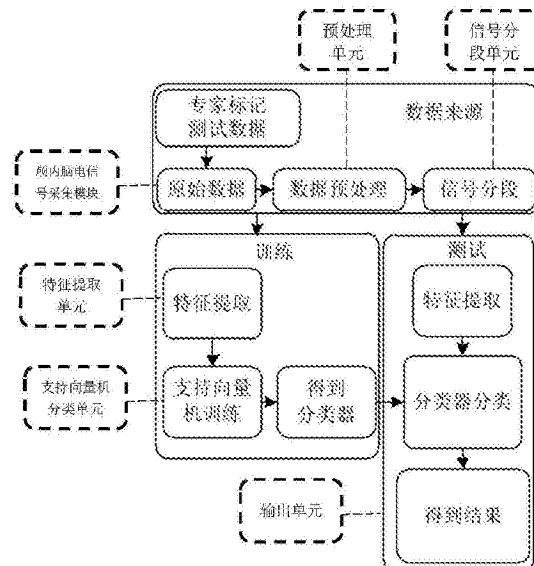 预处理
单元
信号分
段单元
专家标记
测试数据
数据来源
颅内脑电信
号采集模块
原始数据
数据预处理
信号分段
训练
测试
特征提取
单元
特征提取
特征提取
支持向量机
分类单元
支持向量
机训练
得到
分类器
分类器分类
输出单元
得到结果